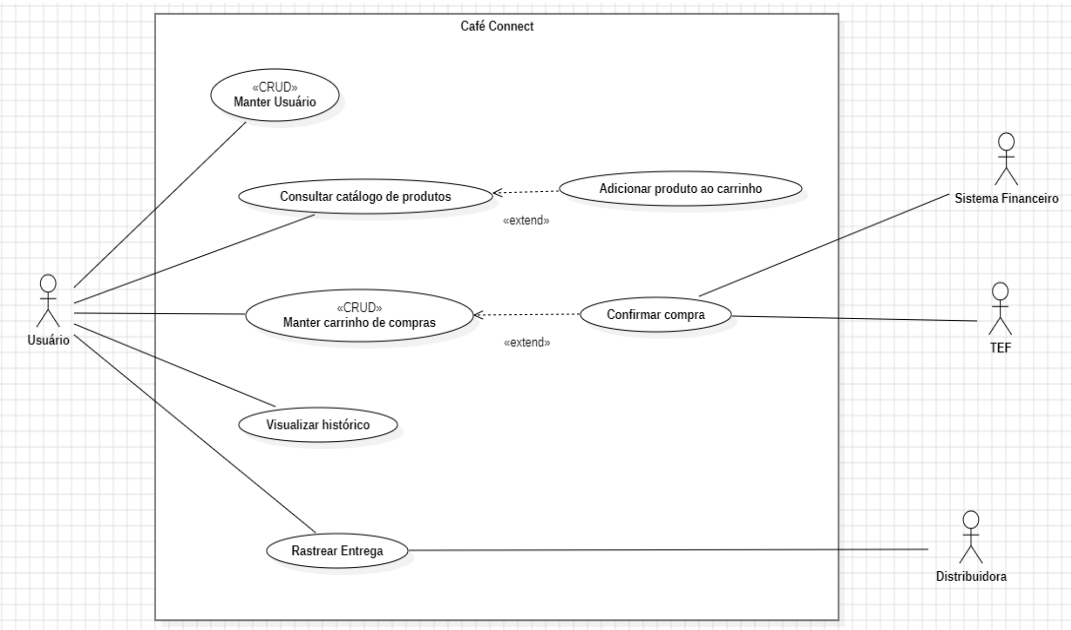 Café Connect
«CRUD»
Manter Usuário
Consultar catálogo de produtos
Adicionar produto ao carrinho
«extend»
Sistema Financeiro
«CRUD»
Manter carrinho de compras
Confirmar compra
«extend»
Usuário
TEF
Visualizar histórico
Rastrear Entrega
Distribuidora